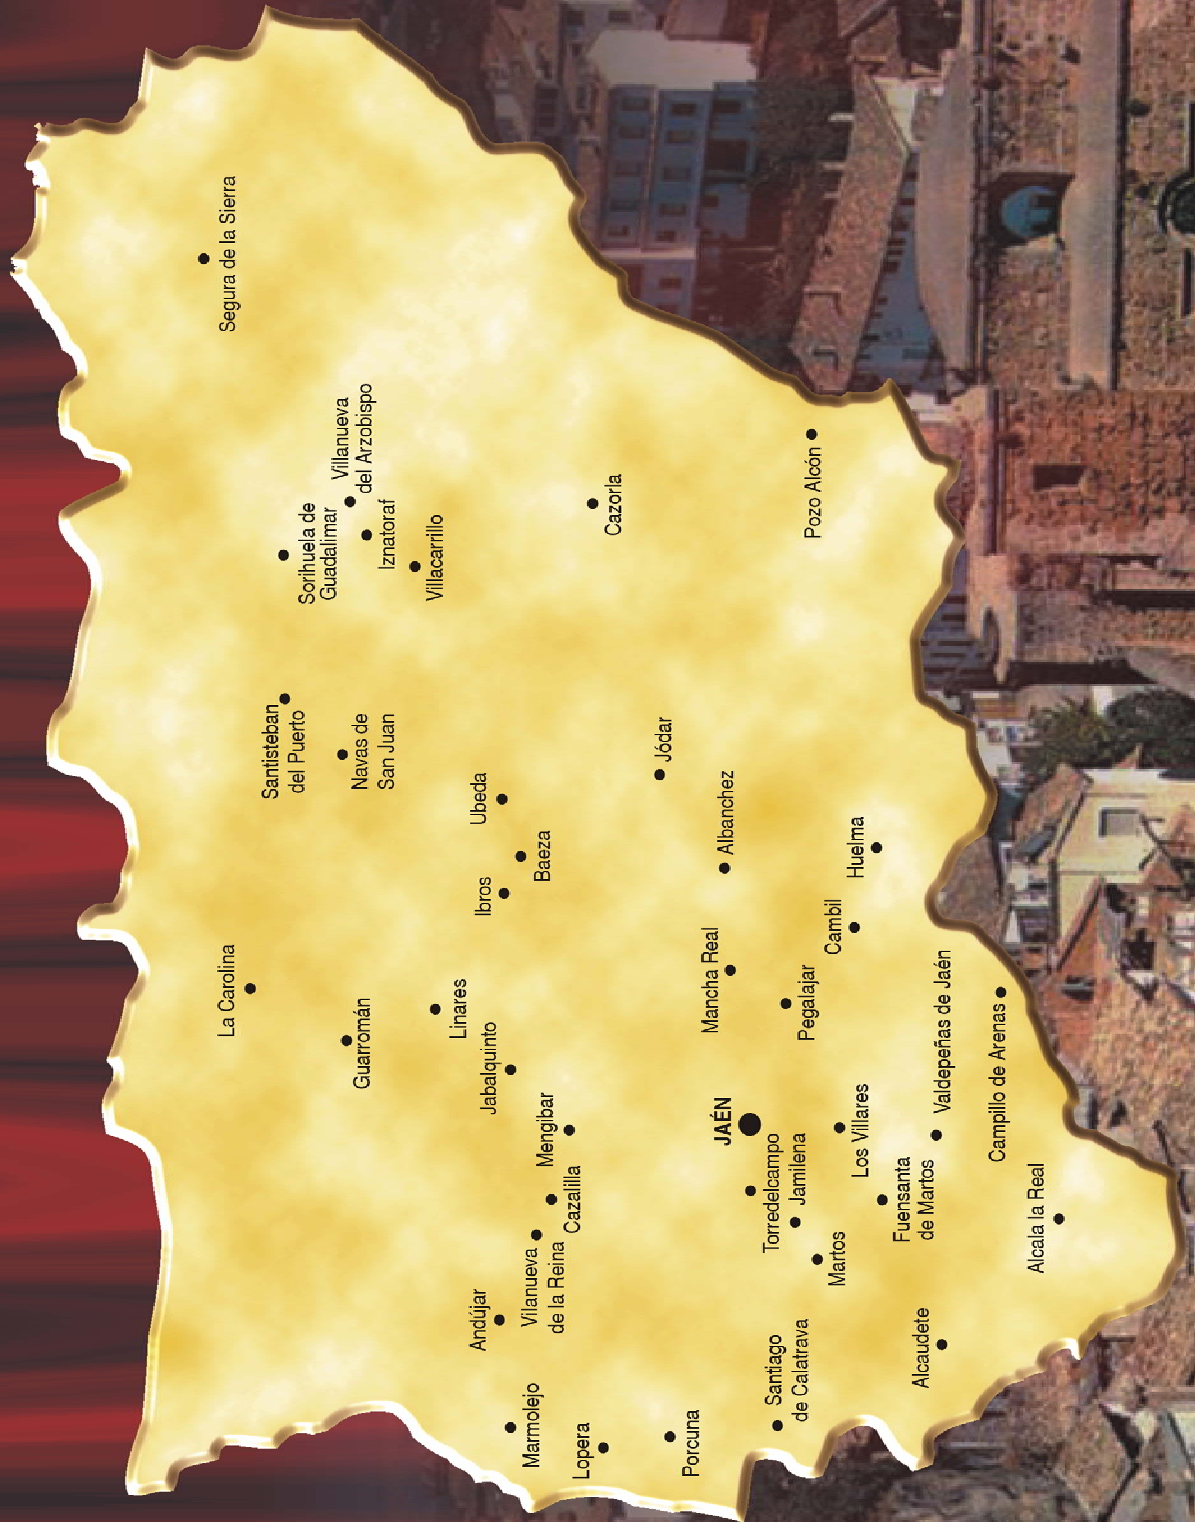 Segura de la Sierra
Sorihuela de
Guadalimar
Villanueva
del Arzobispo
Iznatoraf
Villacarrillo
Cazorla
Pozo Alcón
Santisteban
del Puerto
Navas de
San Juan
Ubeda
Baeza
Ibros
Jódar
Albanchez
Huelma
Cambil
La Carolina
Guarromán
Linares
Jabalquinto
Mengibar
Cazalilla
Vilanueva
de la Reina
Andújar
Marmolejo
Lopera
Porcuna
Mancha Real
Pegalajar
JAÉN
Torredelcampo
Jamilena
Martos
Los Villares
Fuensanta
de Martos
Valdepeñas de Jaén
Campillo de Arenas
Santiago
de Calatrava
Alcaudete
Alcala la Real